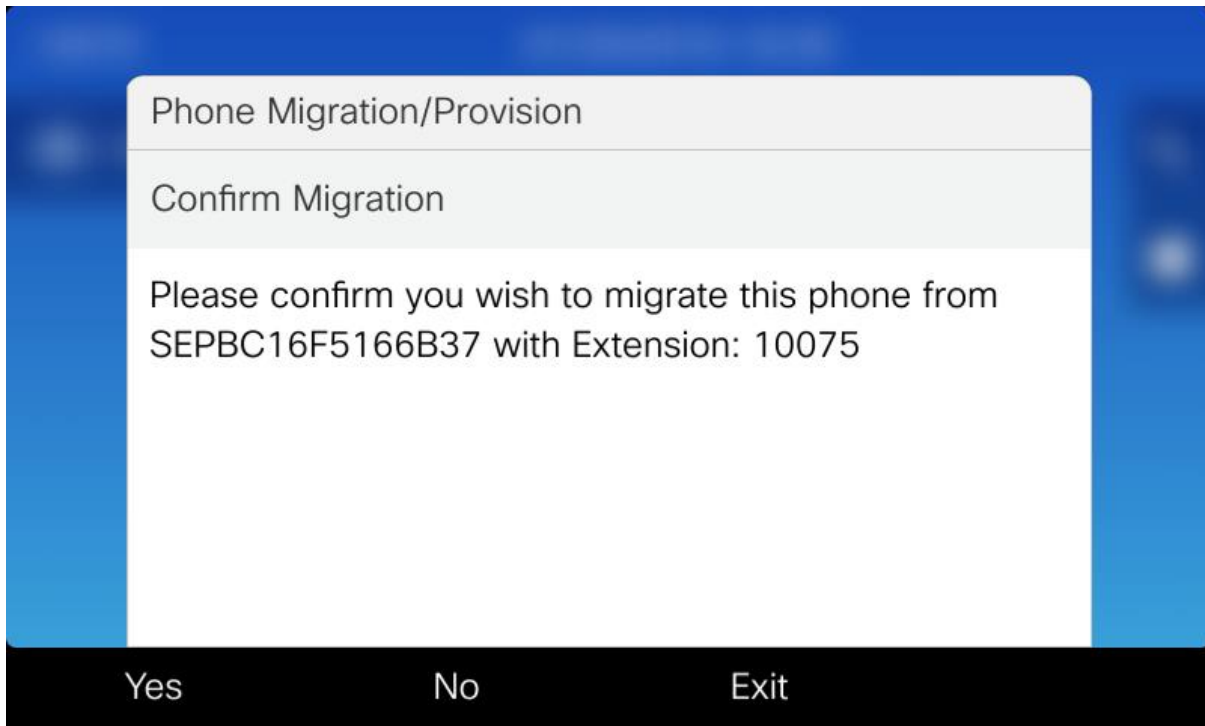 Phone Migration/Provision
Confirm Migration
Please confirm you wish to migrate this phone from
SEPBC16F5166B37 with Extension: 10075
Yes No Exit